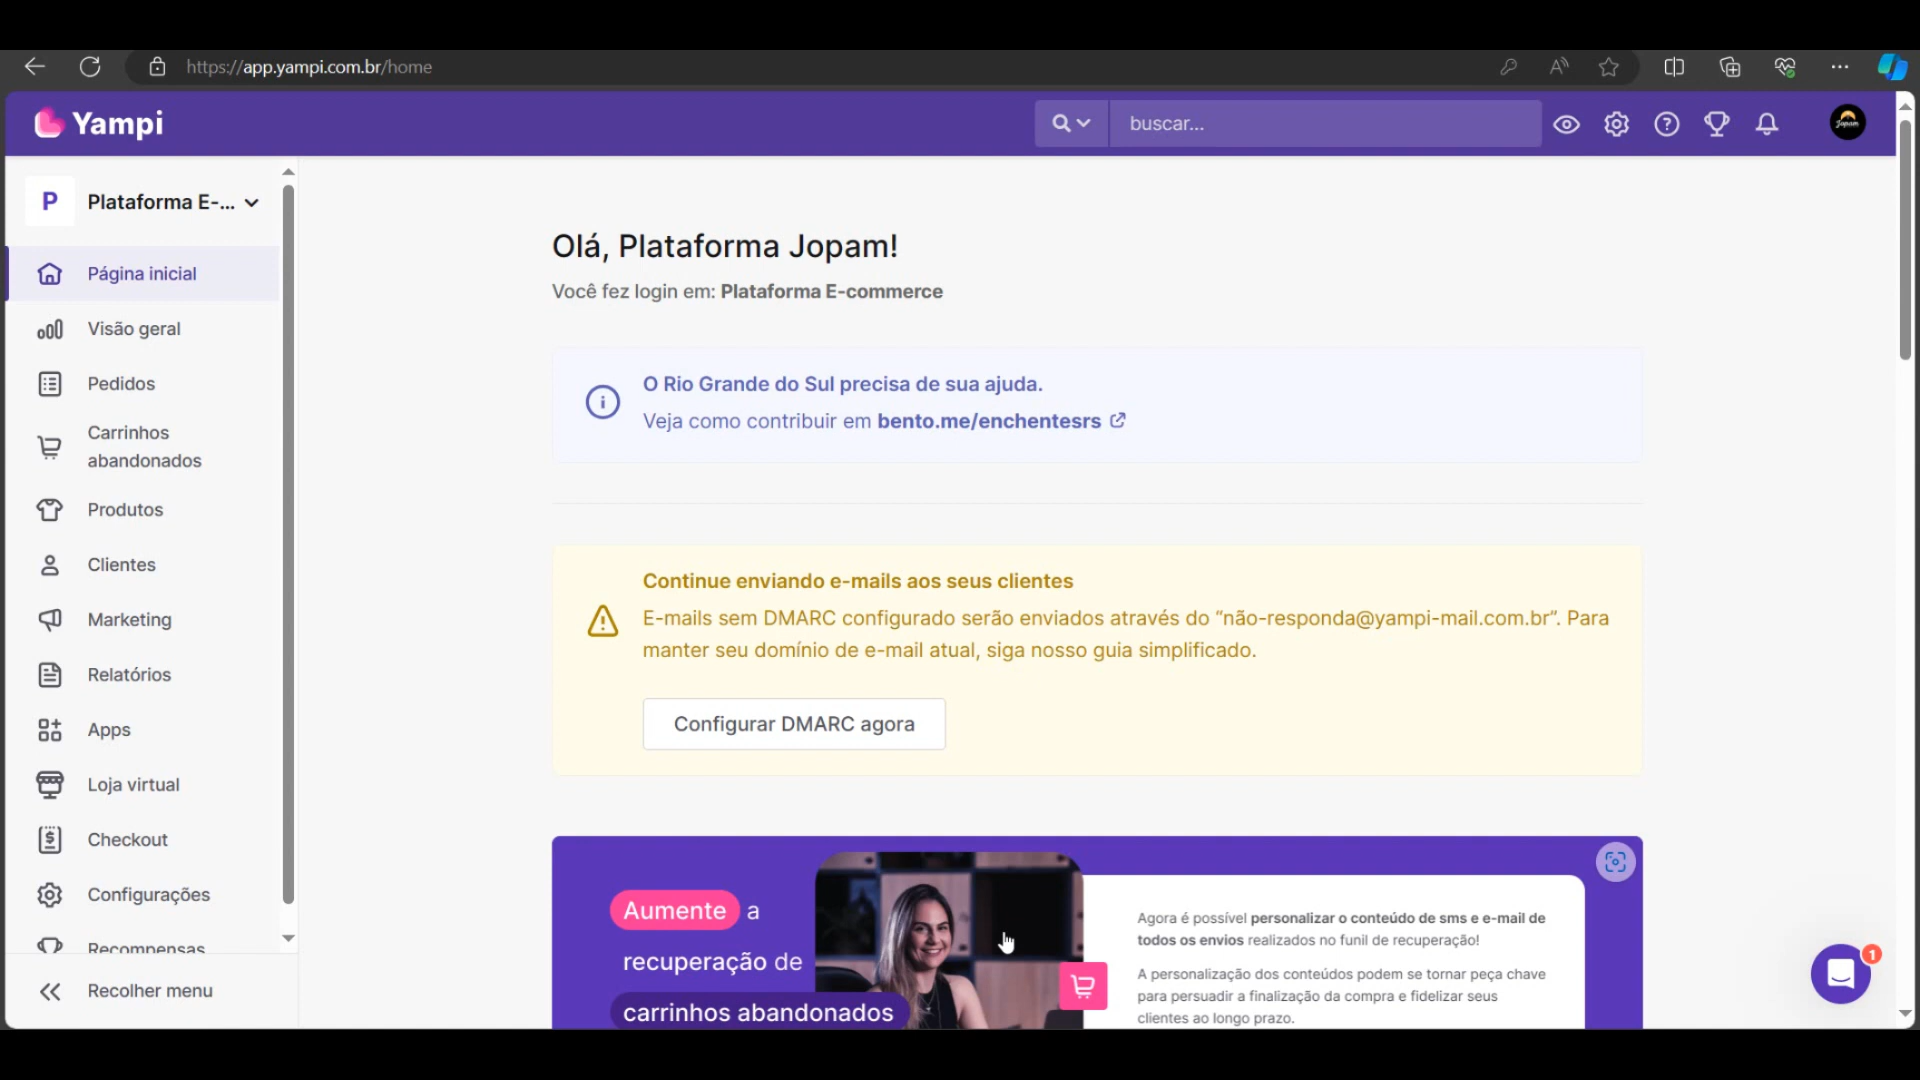 https://app.yampi.com.br/home
Yampi
buscar...
Jopam
P
Plataforma E-...
Página inicial
Visão geral
Pedidos
Carrinhos
abandonados
Produtos
Clientes
Marketing
Relatórios
Apps
Loja virtual
Checkout
Configurações
Recompensas
Recolher menu
Olá, Plataforma Jopam!
Você fez login em: Plataforma E-commerce
O Rio Grande do Sul precisa de sua ajuda.
Veja como contribuir em bento.me/enchentesrs
Continue enviando e-mails aos seus clientes
E-mails sem DMARC configurado serão enviados através do “não-responda@yampi-mail.com.br”. Para
manter seu domínio de e-mail atual, siga nosso guia simplificado.
Configurar DMARC agora
Aumente a
recuperação de
carrinhos abandonados
Agora é possível personalizar o conteúdo de sms e e-mail de
todos os envios realizados no funil de recuperação!
A personalização dos conteúdos podem se tornar peça chave
para persuadir a finalização da compra e fidelizar seus
clientes ao longo prazo.
1